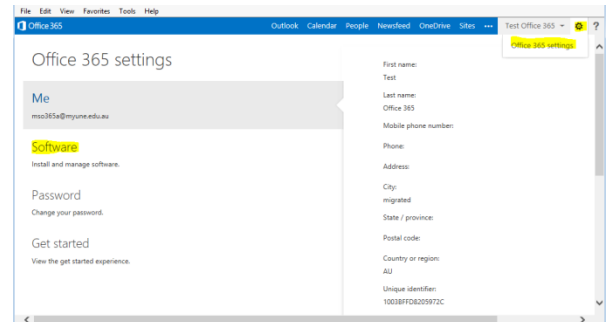 File Edit View Favorites Tools Help
Office 365 Outlook Calendar People Newsfeed OneDrive Sites ••• Test Office 365 ?
Office 365 settings
Office 365 settings
Me
mso365a@myune.edu.au
Software
Install and manage software.
Password
Change your password.
Get started
View the get started experience.
First name:
Test
Last name:
Office 365
Mobile phone number:
Phone:
Address:
City:
migrated
State / province:
Postal code:
Country or region:
AU
Unique identifier:
1003BFFD8205972C